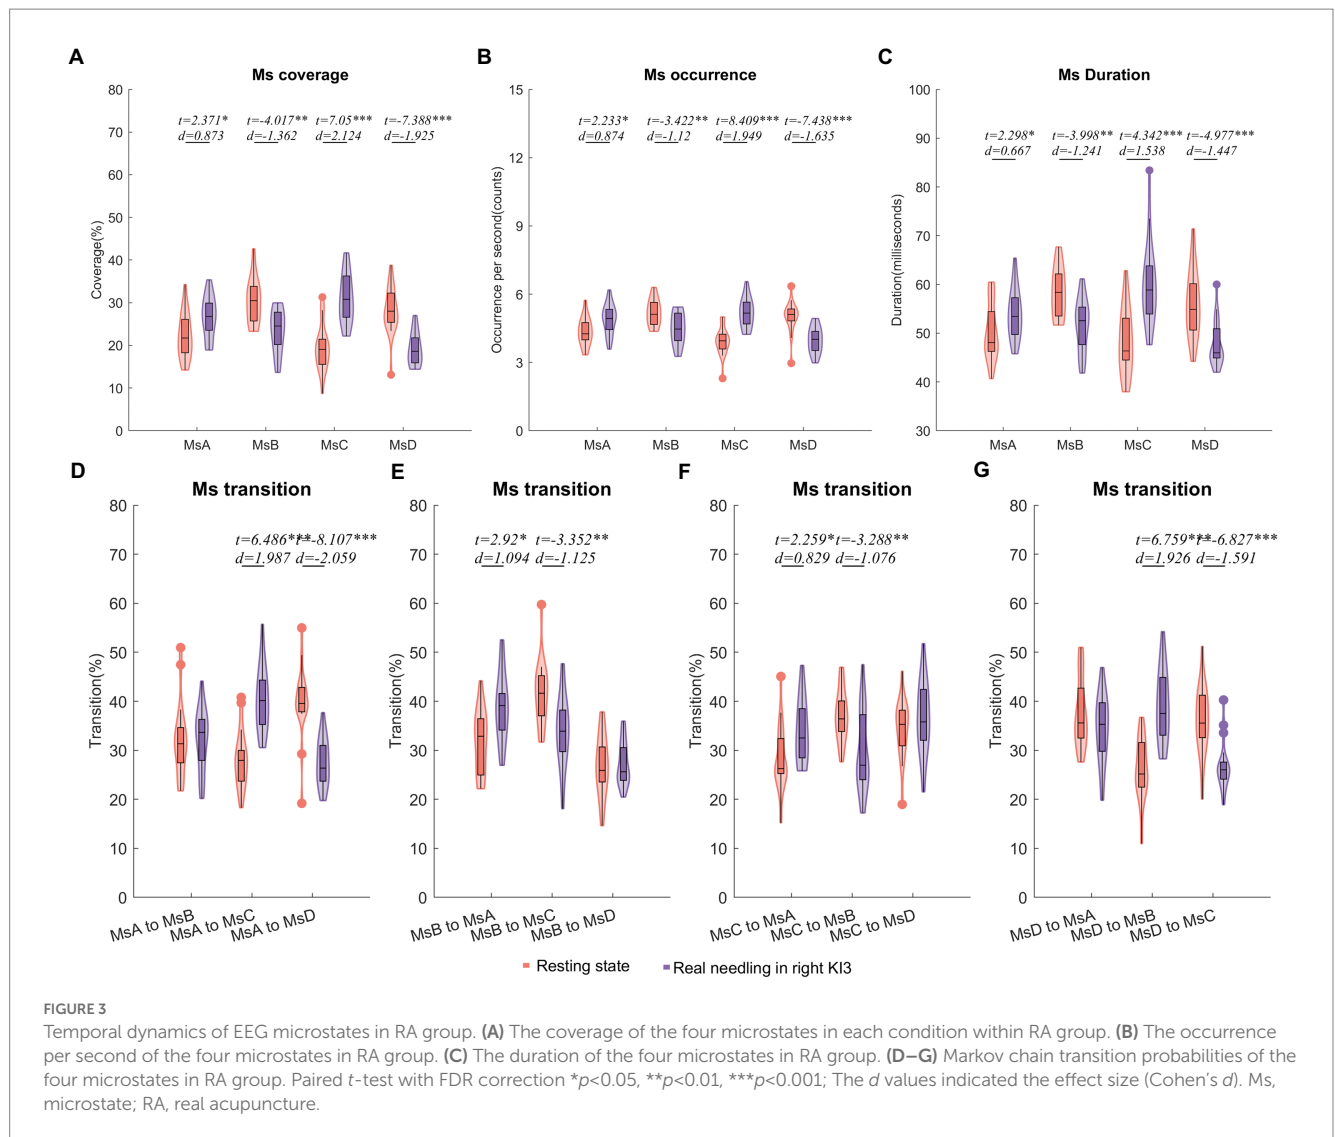 A
Ms coverage
t=2.371* t=-4.017** t=7.05*** t=-7.388***
d=0.873 d=-1.362 d=2.124 d=-1.925
Coverage(%)
80
70
60
50
40
30
20
10
0
MsA MsB MsC MsD
B
Ms occurrence
t=2.233* t=-3.422** t=8.409*** t=-7.438***
d=0.874 d=-1.12 d=1.949 d=-1.635
Occurrence per second(counts)
15
12
9
6
3
0
MsA MsB MsC MsD
C
Ms Duration
t=2.298* t=-3.998** t=4.342*** t=-4.977***
d=0.667 d=-1.241 d=1.538 d=-1.447
Duration(milliseconds)
100
90
80
70
60
50
40
30
MsA MsB MsC MsD
D
Ms transition
t=6.486*** t=-8.107***
d=1.987 d=-2.059
Transition(%)
80
70
60
50
40
30
20
10
0
MsA to MsB MsA to MsC MsA to MsD
E
Ms transition
t=2.92* t=-3.352**
d=1.094 d=-1.125
Transition(%)
80
70
60
50
40
30
20
10
0
MsB to MsA MsB to MsC MsB to MsD
F
Ms transition
t=2.259* t=-3.288**
d=0.829 d=-1.076
Transition(%)
80
70
60
50
40
30
20
10
0
MsC to MsA MsC to MsB MsC to MsD
G
Ms transition
t=6.759*** t=-6.827***
d=1.926 d=-1.591
Transition(%)
80
70
60
50
40
30
20
10
0
MsD to MsA MsD to MsB MsD to MsC
Resting state Real needling in right KI3
FIGURE 3
Temporal dynamics of EEG microstates in RA group. (A) The coverage of the four microstates in each condition within RA group. (B) The occurrence
per second of the four microstates in RA group. (C) The duration of the four microstates in RA group. (D–G) Markov chain transition probabilities of the
four microstates in RA group. Paired t-test with FDR correction *p<0.05, **p<0.01, ***p<0.001; The d values indicated the effect size (Cohen's d). Ms,
microstate; RA, real acupuncture.